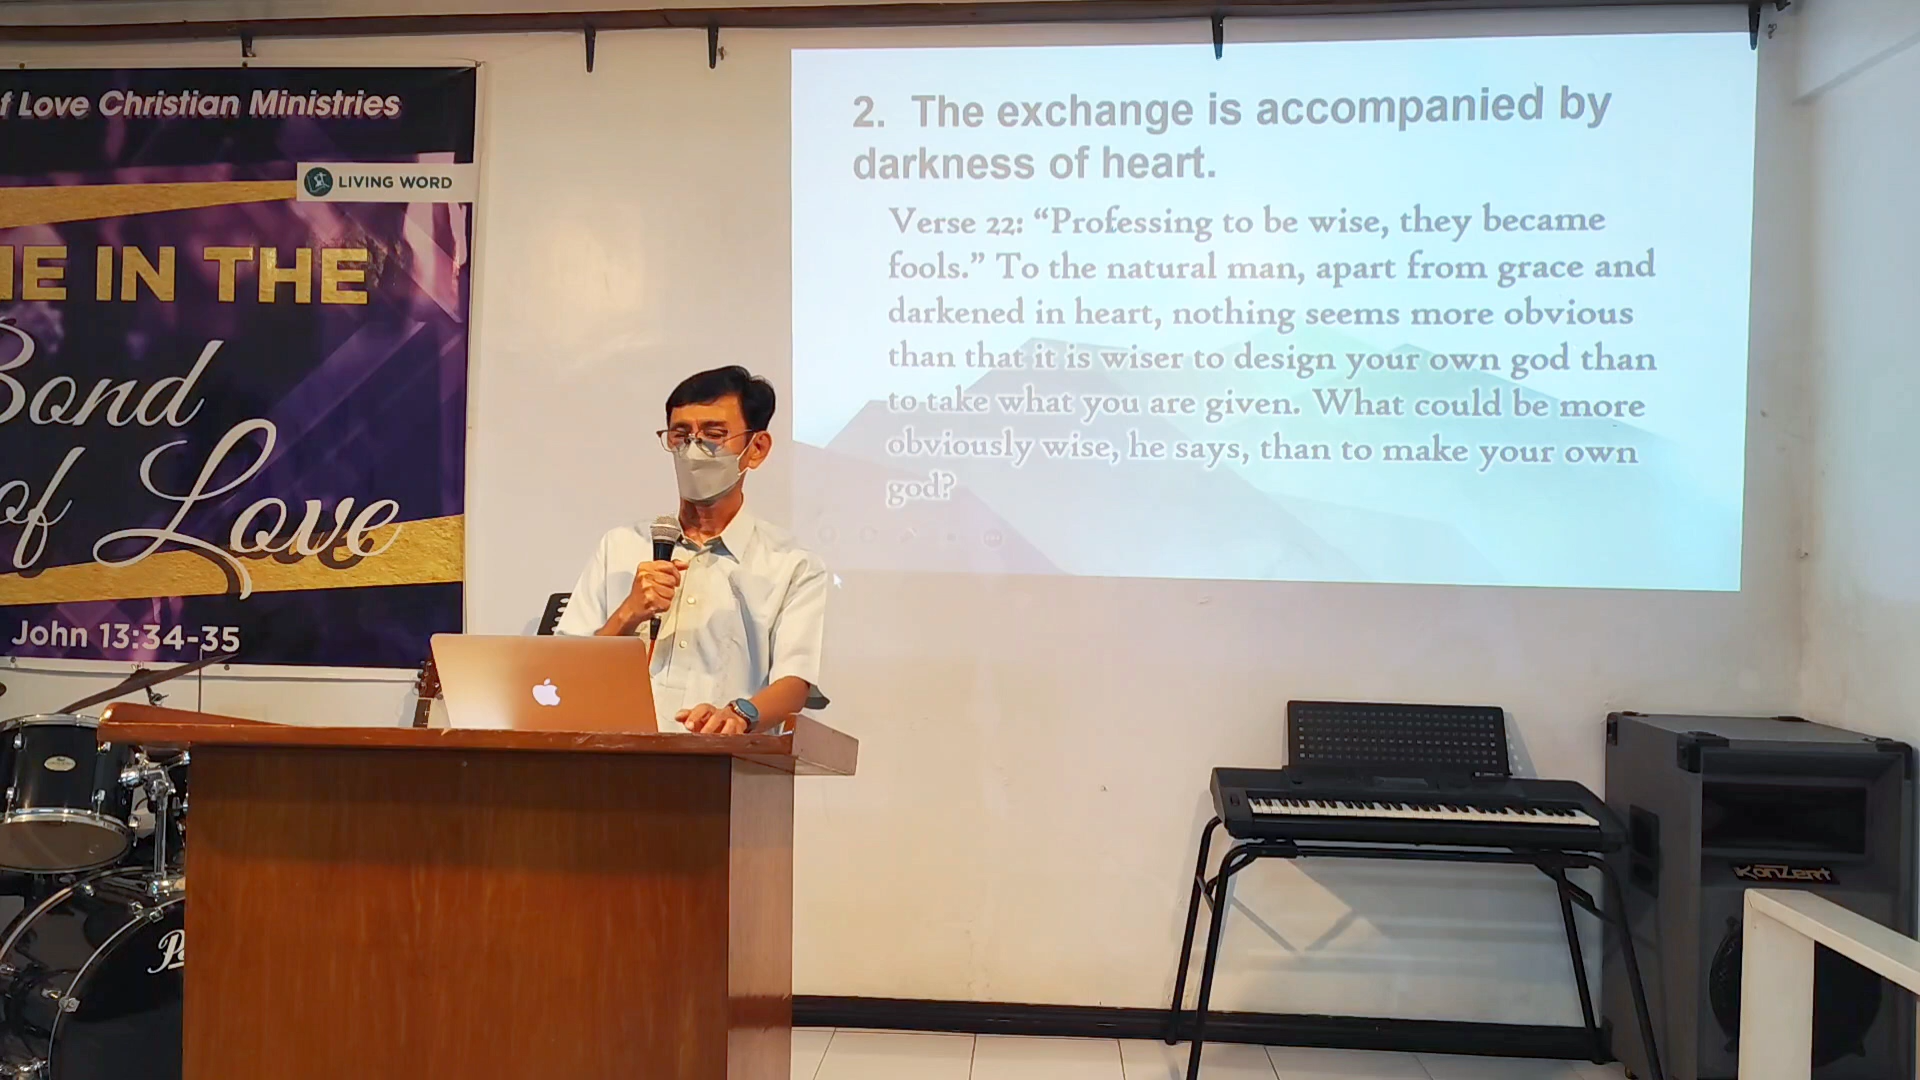 f Love Christian Ministries
LIVING WORD
IN THE
Bond
of Love
John 13:34-35
2. The exchange is accompanied by
darkness of heart.
Verse 22: “Professing to be wise, they became
fools.” To the natural man, apart from grace and
darkened in heart, nothing seems more obvious
than that it is wiser to design your own god than
to take what you are given. What could be more
obviously wise, he says, than to make your own
god?
KonZert